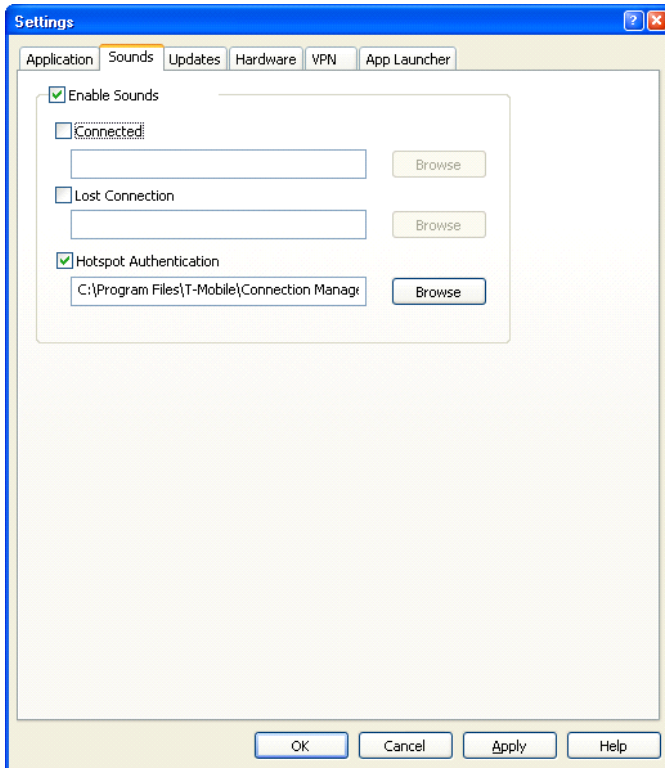 Settings
Application Sounds Updates Hardware VPN App Launcher
Enable Sounds
Connected
Browse
Lost Connection
Browse
Hotspot Authentication
C:\Program Files\T-Mobile\Connection Manage Browse
OK Cancel Apply Help